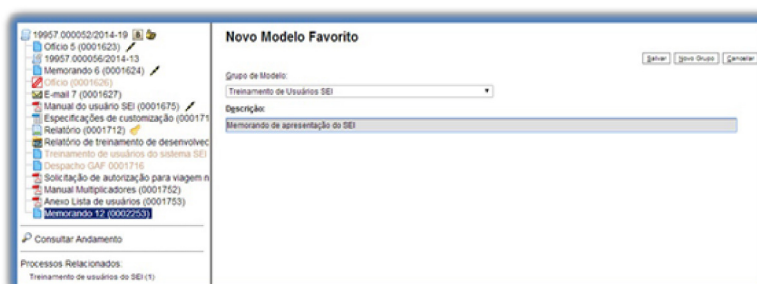 19957.000052/2014-19
Ofício 5 (0001623)
19957.000056/2014-13
Memorando 6 (0001624)
Ofício (0001626)
E-mail 7 (0001627)
Manual do usuário SEI (0001675)
Especificações de customização (000171
Relatório (0001712)
Relatório de treinamento de desenvolvec
Treinamento de usuários do sistema SEI
Despacho GAF 0001716
Solicitação de autorização para viagem n
Manual Multiplicadores (0001752)
Anexo Lista de usuários (0001753)
Memorando 12 (0002253)
Consultar Andamento
Processos Relacionados:
Treinamento de usuários do SEI (1)
Novo Modelo Favorito
Salvar Novo Grupo Cancelar
Grupo de Modelo:
Treinamento de Usuários SEI
Descrição:
Memorando de apresentação do SEI